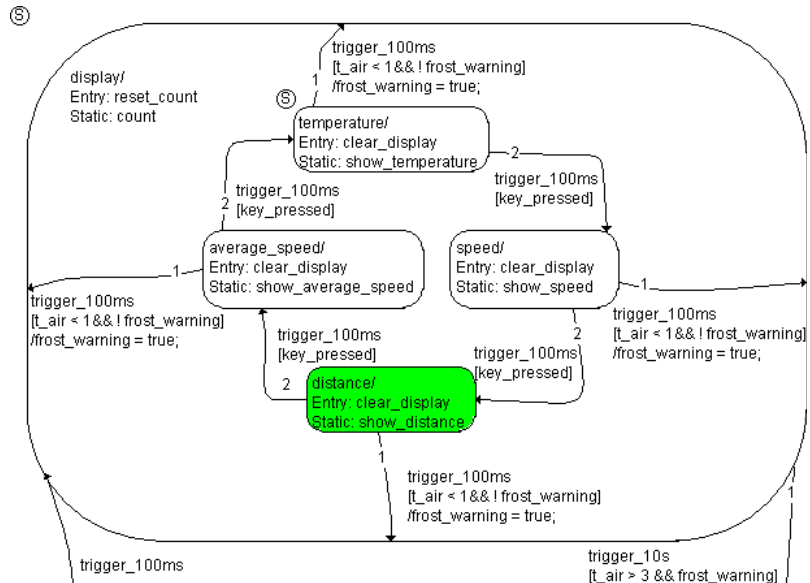 S
trigger_100ms
[t_air < 1&& ! frost_warning]
/frost_warning = true;
1
display/
Entry: reset_count
Static: count
S
temperature/
Entry: clear_display
Static: show_temperature
2
trigger_100ms
[key_pressed]
2
trigger_100ms
[key_pressed]
average_speed/
Entry: clear_display
Static: show_average_speed
speed/
Entry: clear_display
Static: show_speed
1
trigger_100ms
[t_air < 1&& ! frost_warning]
/frost_warning = true;
1
trigger_100ms
[t_air < 1&& ! frost_warning]
/frost_warning = true;
trigger_100ms
[key_pressed]
2
2
trigger_100ms
[key_pressed]
distance/
Entry: clear_display
Static: show_distance
1
trigger_100ms
[t_air < 1&& ! frost_warning]
/frost_warning = true;
1
trigger_100ms
trigger_10s
[t_air > 3 && frost_warning]